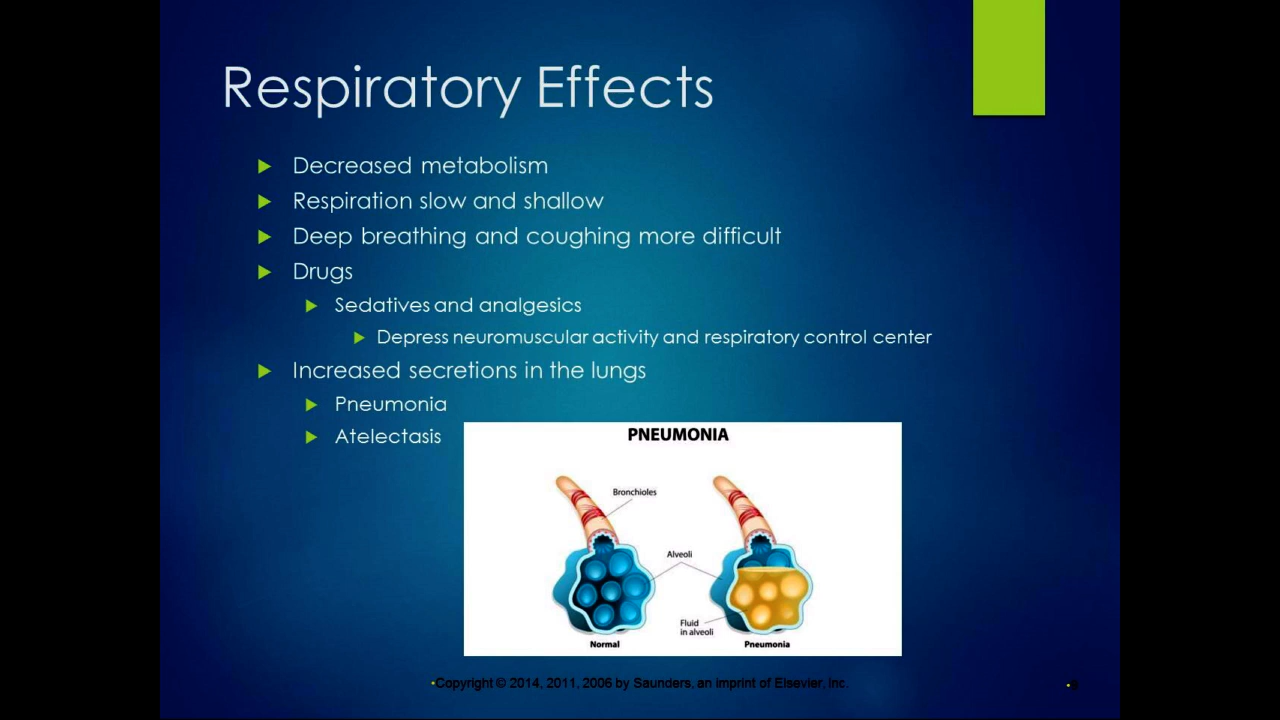 Respiratory Effects
Decreased metabolism
Respiration slow and shallow
Deep breathing and coughing more difficult
Drugs
Sedatives and analgesics
Depress neuromuscular activity and respiratory control center
Increased secretions in the lungs
Pneumonia
Atelectasis
PNEUMONIA
Bronchioles
Alveoli
Fluid
in alveoli
Normal
Pneumonia
•Copyright © 2014, 2011, 2006 by Saunders, an imprint of Elsevier, Inc.